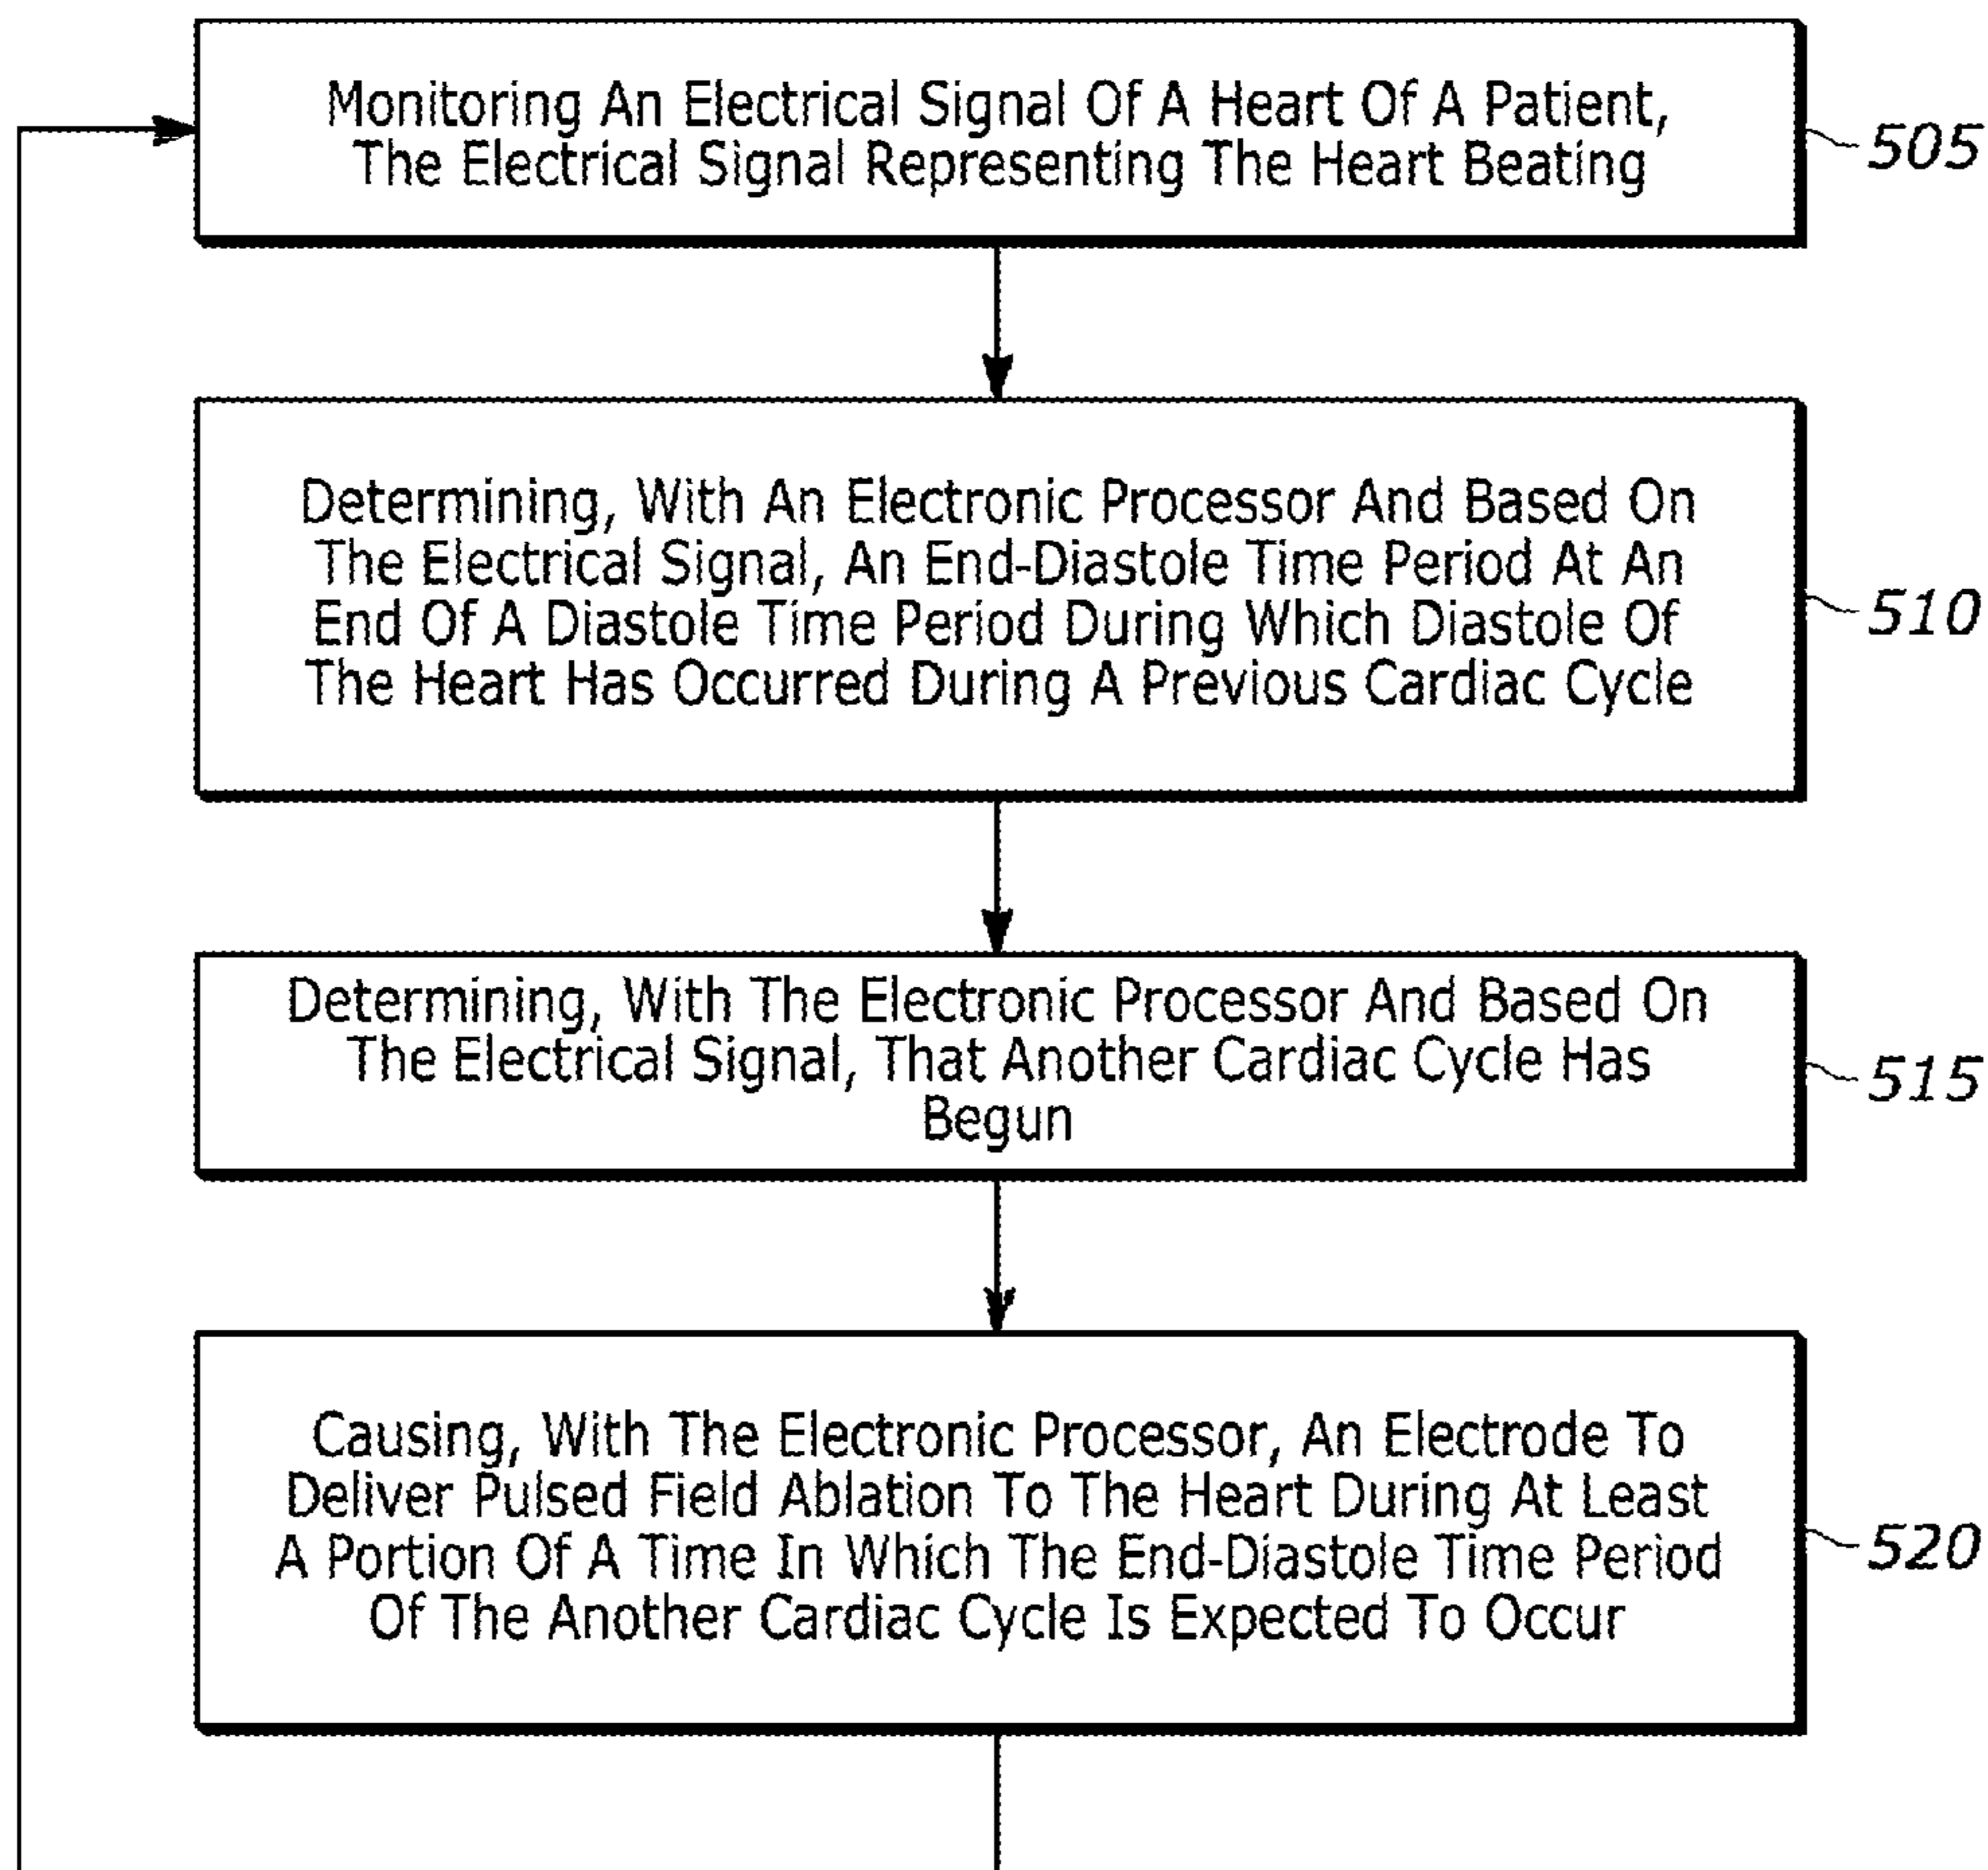 Monitoring An Electrical Signal Of A Heart Of A Patient,
The Electrical Signal Representing The Heart Beating
505
Determining, With An Electronic Processor And Based On
The Electrical Signal, An End-Diastole Time Period At An
End Of A Diastole Time Period During Which Diastole Of
The Heart Has Occurred During A Previous Cardiac Cycle
510
Determining, With The Electronic Processor And Based On
The Electrical Signal, That Another Cardiac Cycle Has
Begun
515
Causing, With The Electronic Processor, An Electrode To
Deliver Pulsed Field Ablation To The Heart During At Least
A Portion Of A Time In Which The End-Diastole Time Period
Of The Another Cardiac Cycle Is Expected To Occur
520